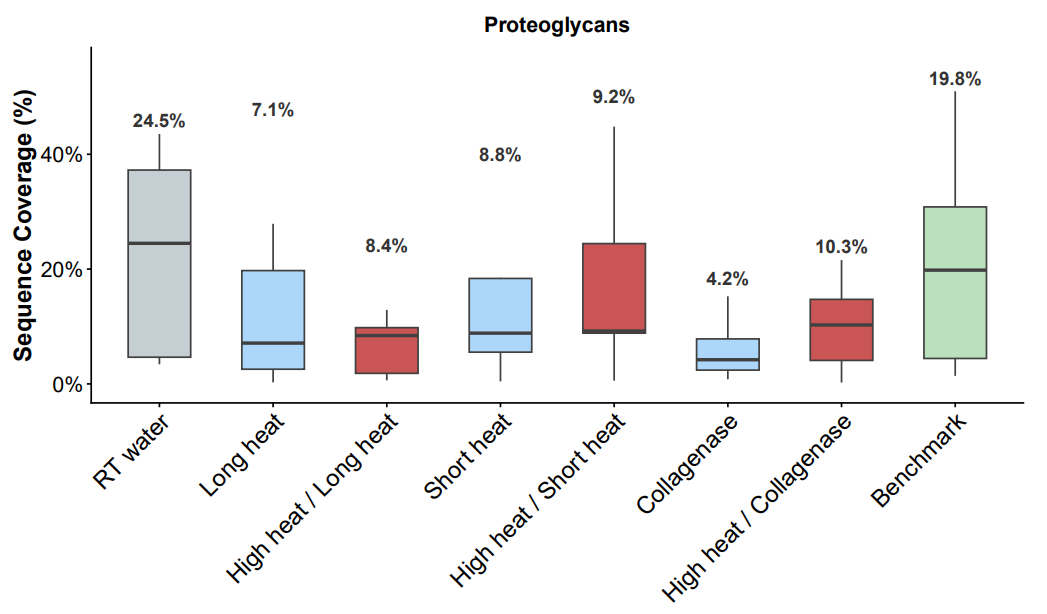 Proteoglycans
Sequence Coverage (%)
40%
20%
0%
24.5%
7.1%
8.4%
8.8%
9.2%
4.2%
10.3%
19.8%
RT water
Long heat
High heat / Long heat
Short heat
High heat / Short heat
Collagenase
High heat / Collagenase
Benchmark